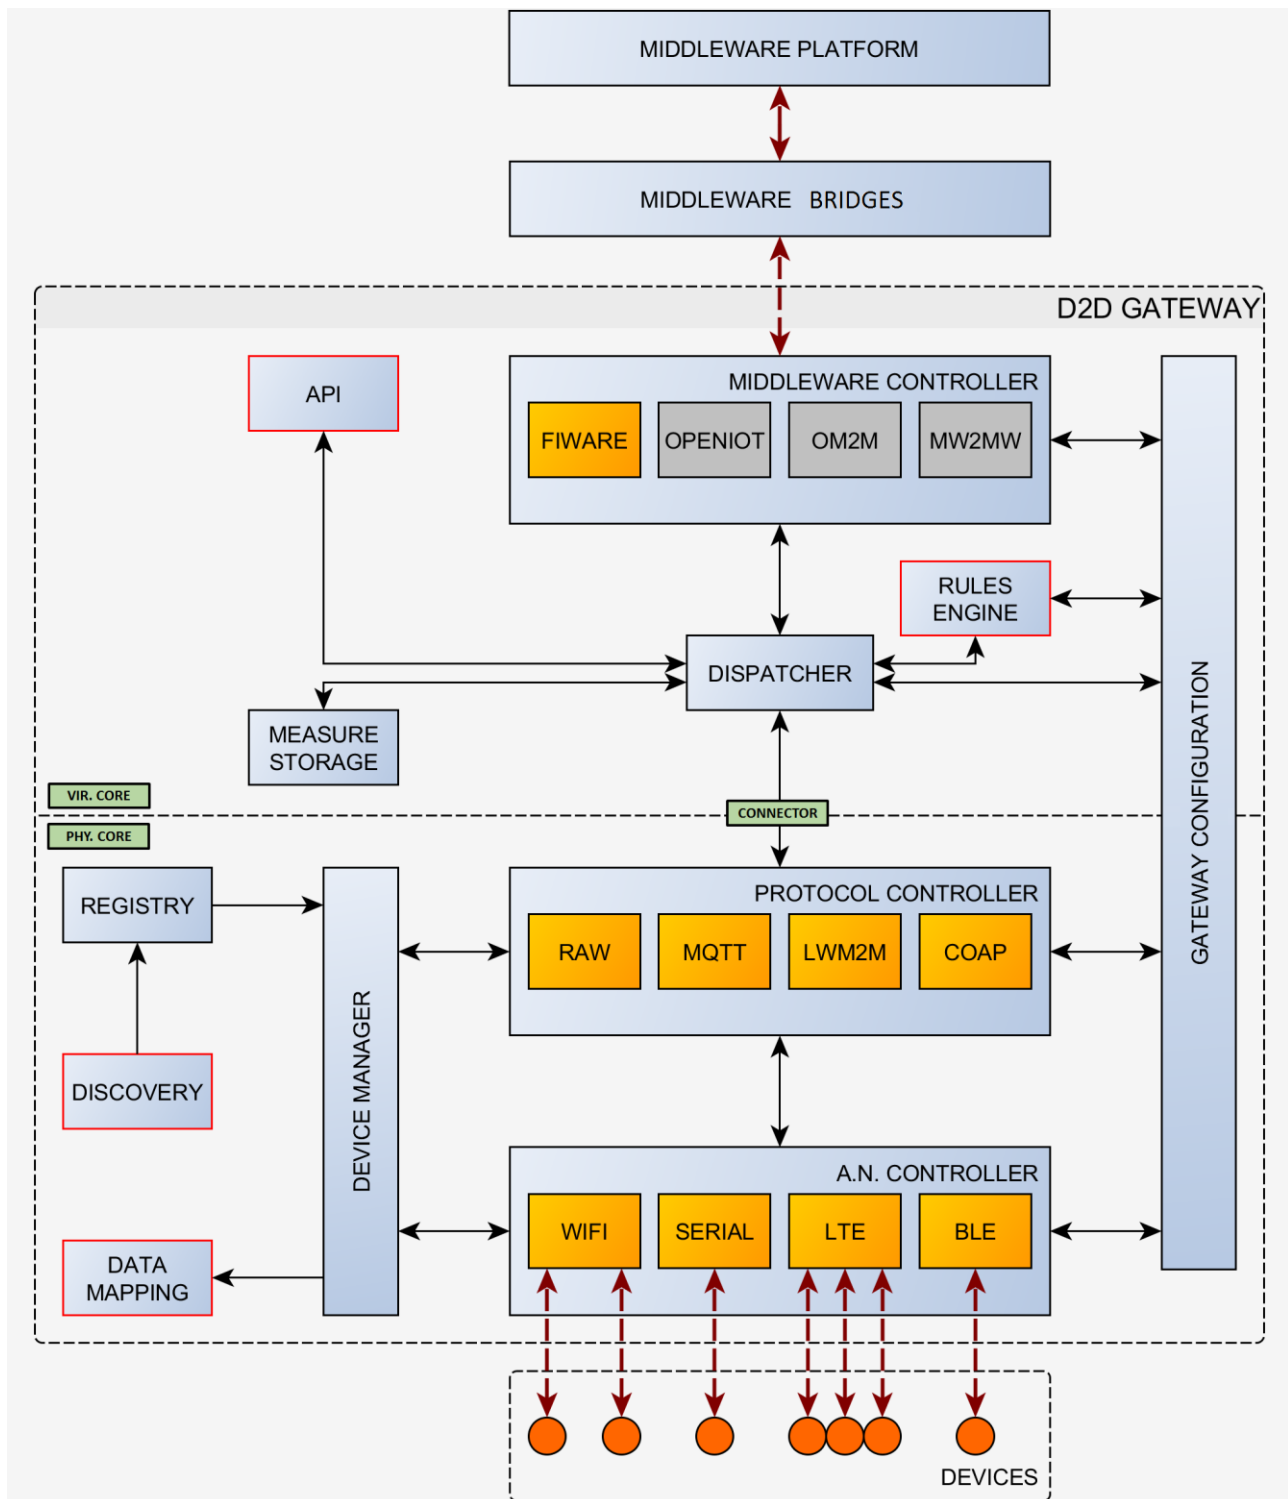 MIDDLEWARE PLATFORM
MIDDLEWARE BRIDGES
D2D GATEWAY
API
MIDDLEWARE CONTROLLER
FIWARE
OPENIOT
OM2M
MW2MW
RULES
ENGINE
DISPATCHER
MEASURE
STORAGE
GATEWAY CONFIGURATION
VIR. CORE
CONNECTOR
PHY. CORE
REGISTRY
PROTOCOL CONTROLLER
RAW
MQTT
LWM2M
COAP
DEVICE MANAGER
DISCOVERY
A.N. CONTROLLER
WIFI
SERIAL
LTE
BLE
DATA
MAPPING
DEVICES